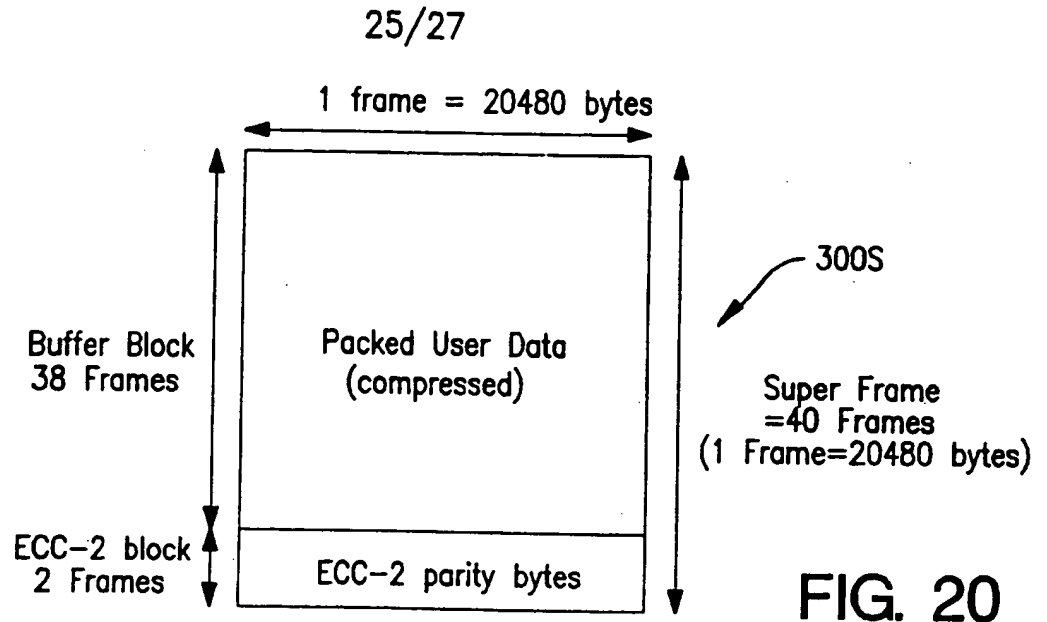 25/27
1 frame = 20480 bytes
300S
Buffer Block
38 Frames
Packed User Data
(compressed)
Super Frame
=40 Frames
(1 Frame=20480 bytes)
ECC-2 block
2 Frames
ECC-2 parity bytes
FIG. 20